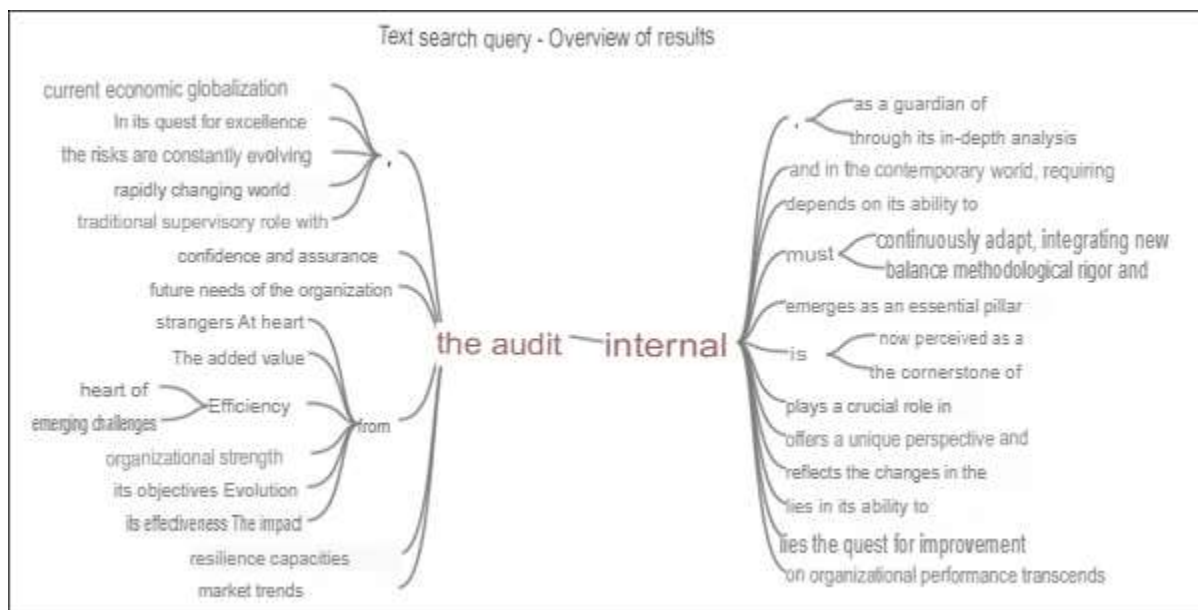 Text search query - Overview of results
current economic globalization
In its quest for excellence
the risks are constantly evolving
rapidly changing world
traditional supervisory role with
,
confidence and assurance
future needs of the organization
strangers At heart
The added value
heart of
emerging challenges
Efficiency
organizational strength
its objectives Evolution
its effectiveness The impact
from
resilience capacities
market trends
the audit internal
,
as a guardian of
through its in-depth analysis
and in the contemporary world, requiring
depends on its ability to
must
continuously adapt, integrating new
balance methodological rigor and
emerges as an essential pillar
is
now perceived as a
the cornerstone of
plays a crucial role in
offers a unique perspective and
reflects the changes in the
lies in its ability to
lies the quest for improvement
on organizational performance transcends